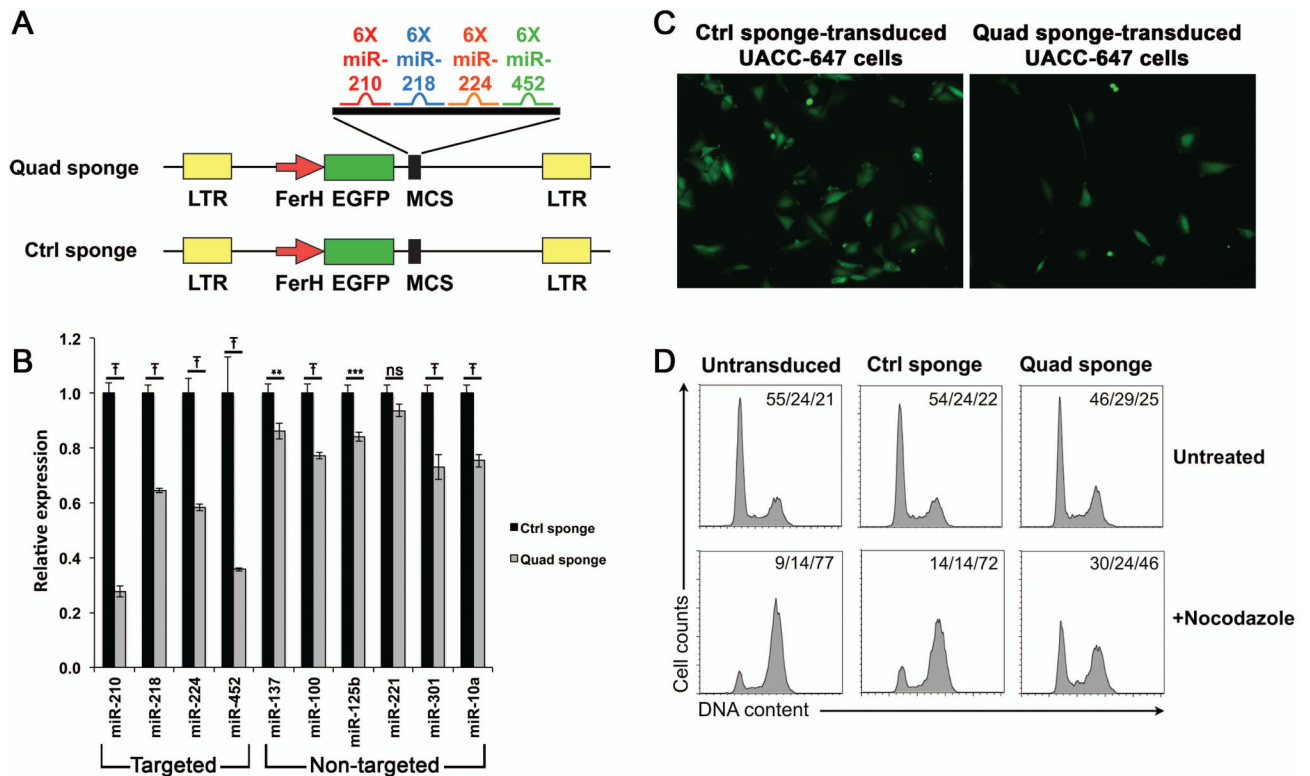 A
6X 6X 6X 6X
miR- miR- miR- miR-
210 218 224 452
Quad sponge
LTR FerH EGFP MCS LTR
Ctrl sponge
LTR FerH EGFP MCS LTR
B
1.2
1.0
0.8
0.6
0.4
0.2
0.0
Relative expression
Ŧ Ŧ Ŧ Ŧ ** Ŧ *** ns Ŧ Ŧ
Ctrl sponge
Quad sponge
miR-210
miR-218
miR-224
miR-452
miR-137
miR-100
miR-125b
miR-221
miR-301
miR-10a
Targeted Non-targeted
C
Ctrl sponge-transduced
UACC-647 cells
Quad sponge-transduced
UACC-647 cells
D
Untransduced Ctrl sponge Quad sponge
55/24/21 54/24/22 46/29/25
Untreated
9/14/77 14/14/72 30/24/46
+Nocodazole
Cell counts
DNA content